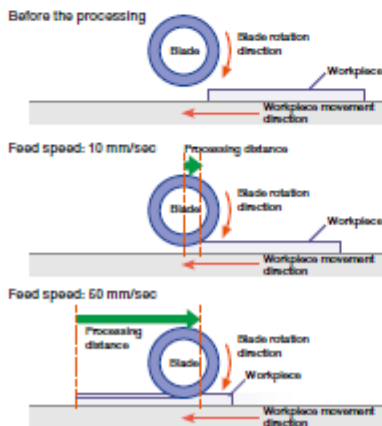 Before the processing
Blade
Blade rotation
direction
Workpiece
Workpiece movement
direction
Feed speed: 10 mm/sec
Processing distance
Blade
Blade rotation
direction
Workpiece
Workpiece movement
direction
Feed speed: 50 mm/sec
Processing
distance
Blade
Blade rotation
direction
Workpiece
Workpiece movement
direction